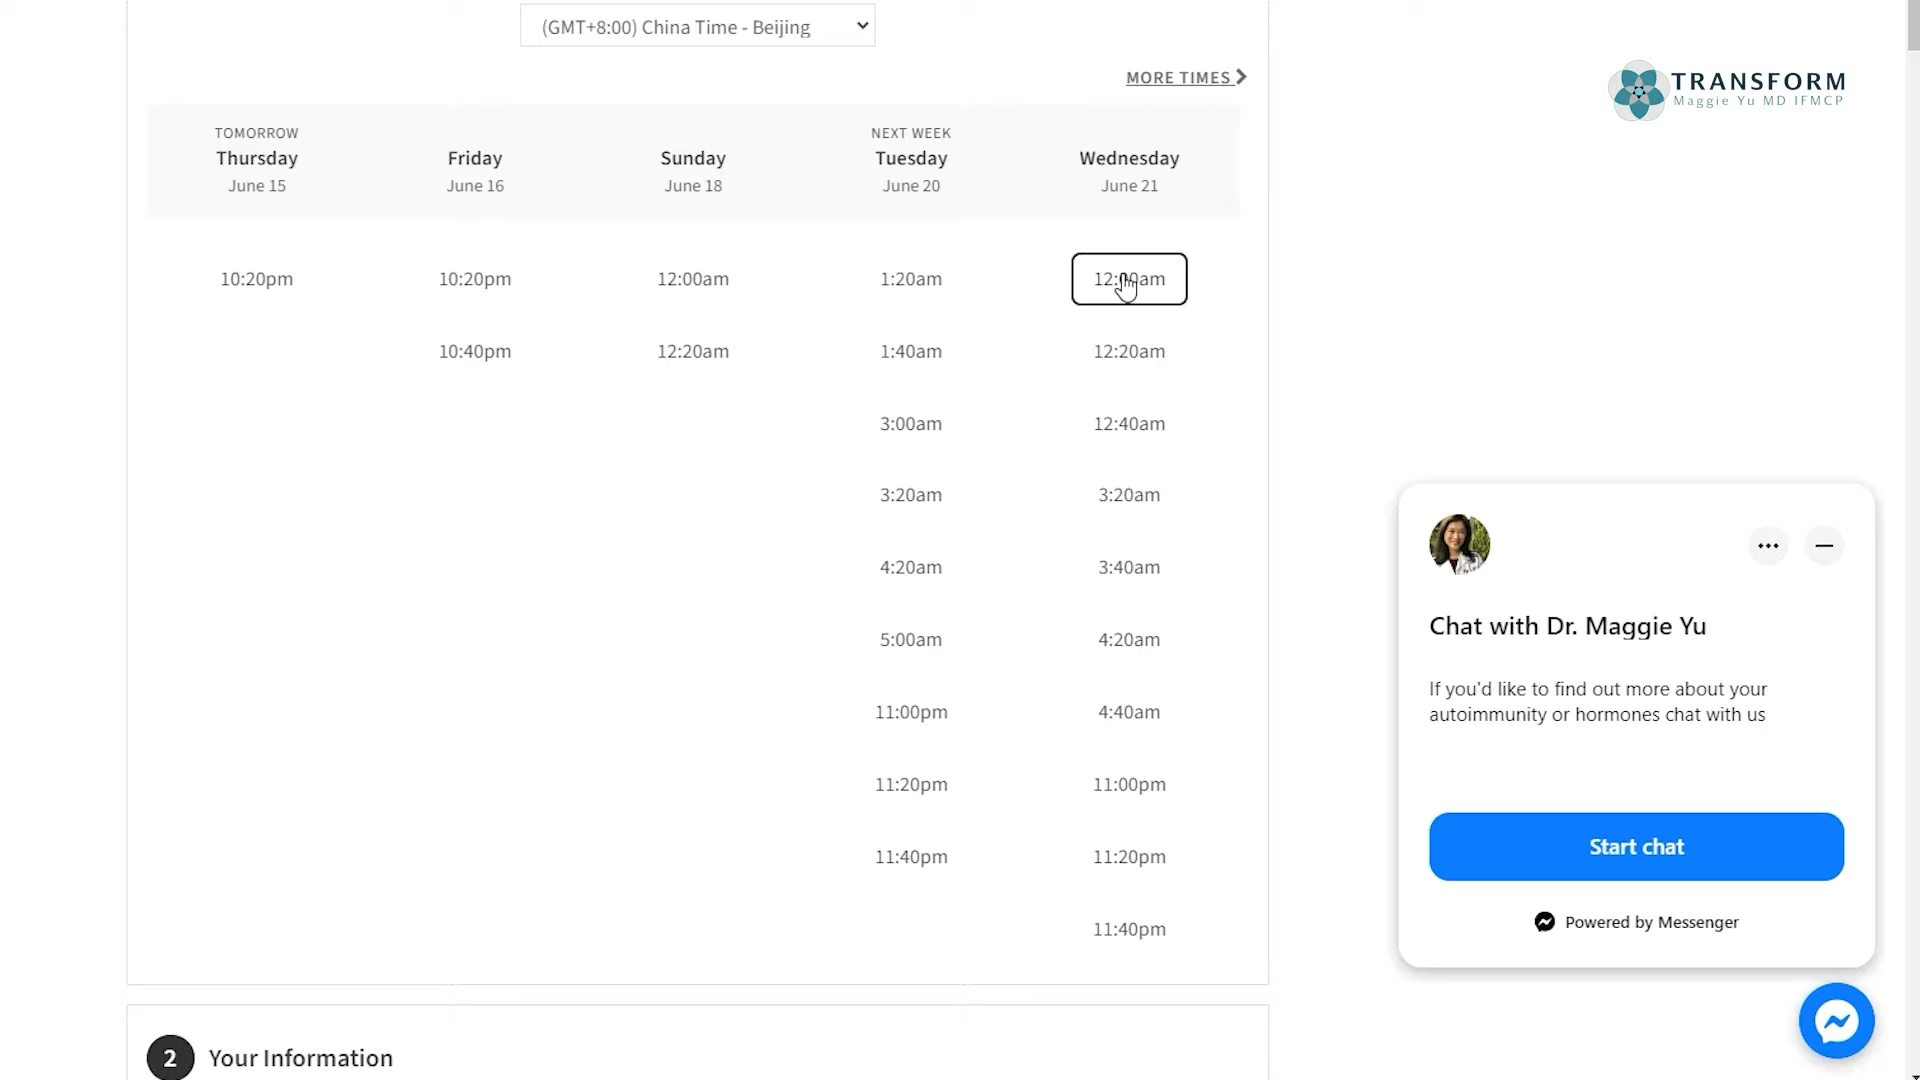 (GMT+8:00) China Time - Beijing
MORE TIMES
TRANSFORM
Maggie Yu MD IFMCP
TOMORROW
Thursday
June 15
Friday
June 16
Sunday
June 18
NEXT WEEK
Tuesday
June 20
Wednesday
June 21
10:20pm
10:20pm
12:00am
1:20am
10:40pm
12:20am
1:40am
12:20am
3:00am
12:40am
3:20am
3:20am
4:20am
3:40am
5:00am
4:20am
11:00pm
4:40am
11:20pm
11:00pm
11:40pm
11:20pm
11:40pm
Chat with Dr. Maggie Yu
If you'd like to find out more about your
autoimmunity or hormones chat with us
Start chat
Powered by Messenger
2 Your Information